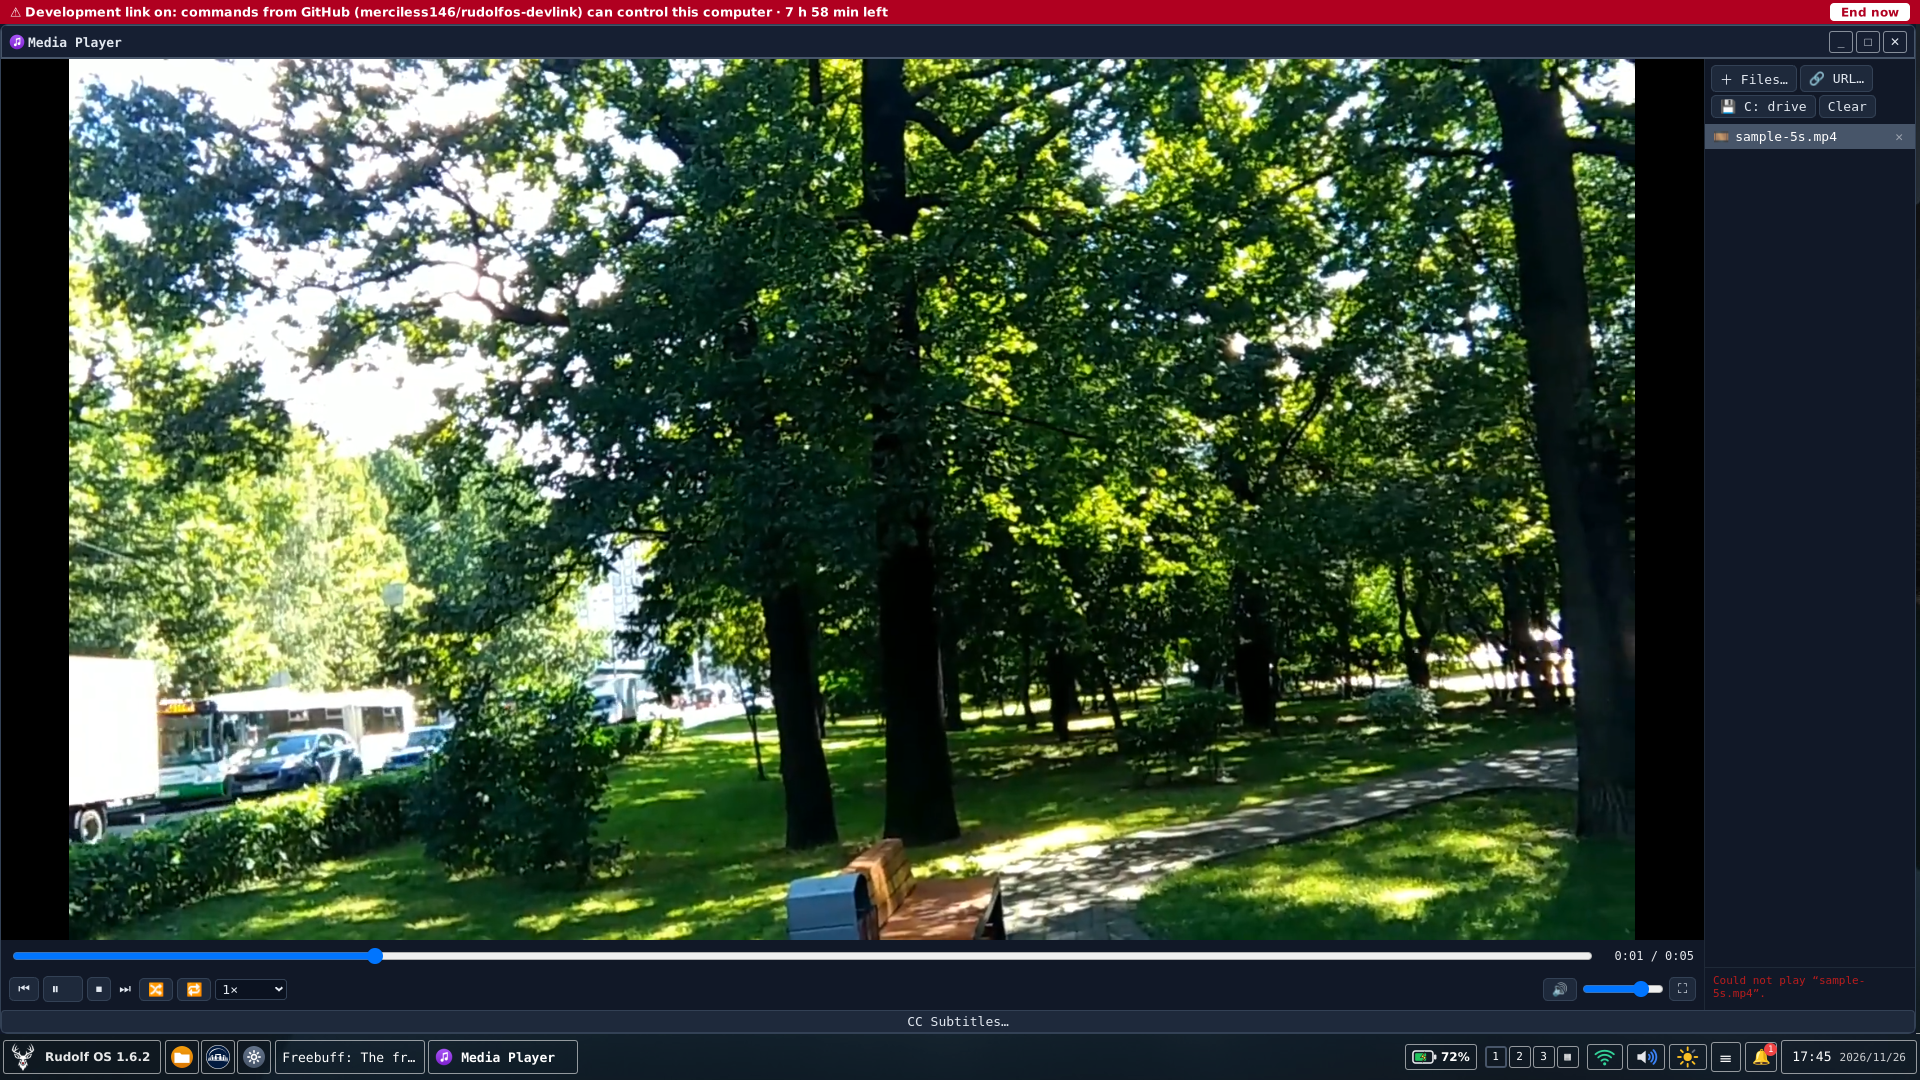 ⚠ Development link on: commands from GitHub (merciless146/rudolfos-devlink) can control this computer · 7 h 58 min left
End now
Media Player
+ Files…
🔗 URL…
💾 C: drive
Clear
sample-5s.mp4
0:01 / 0:05
1×
Could not play “sample-
5s.mp4”.
CC Subtitles…
Rudolf OS 1.6.2
Freebuff: The fr…
Media Player
72%
1
2
3
1
17:45
2026/11/26